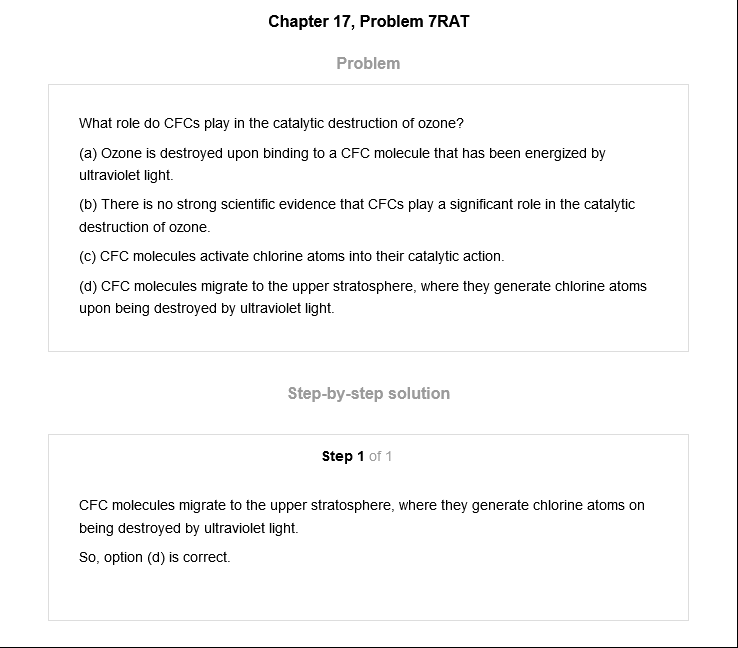 Chapter 17, Problem 7RAT
Problem
What role do CFCs play in the catalytic destruction of ozone?
(a) Ozone is destroyed upon binding to a CFC molecule that has been energized by
ultraviolet light.
(b) There is no strong scientific evidence that CFCs play a significant role in the catalytic
destruction of ozone.
(c) CFC molecules activate chlorine atoms into their catalytic action.
(d) CFC molecules migrate to the upper stratosphere, where they generate chlorine atoms
upon being destroyed by ultraviolet light.
Step-by-step solution
Step 1 of 1
CFC molecules migrate to the upper stratosphere, where they generate chlorine atoms on
being destroyed by ultraviolet light.
So, option (d) is correct.